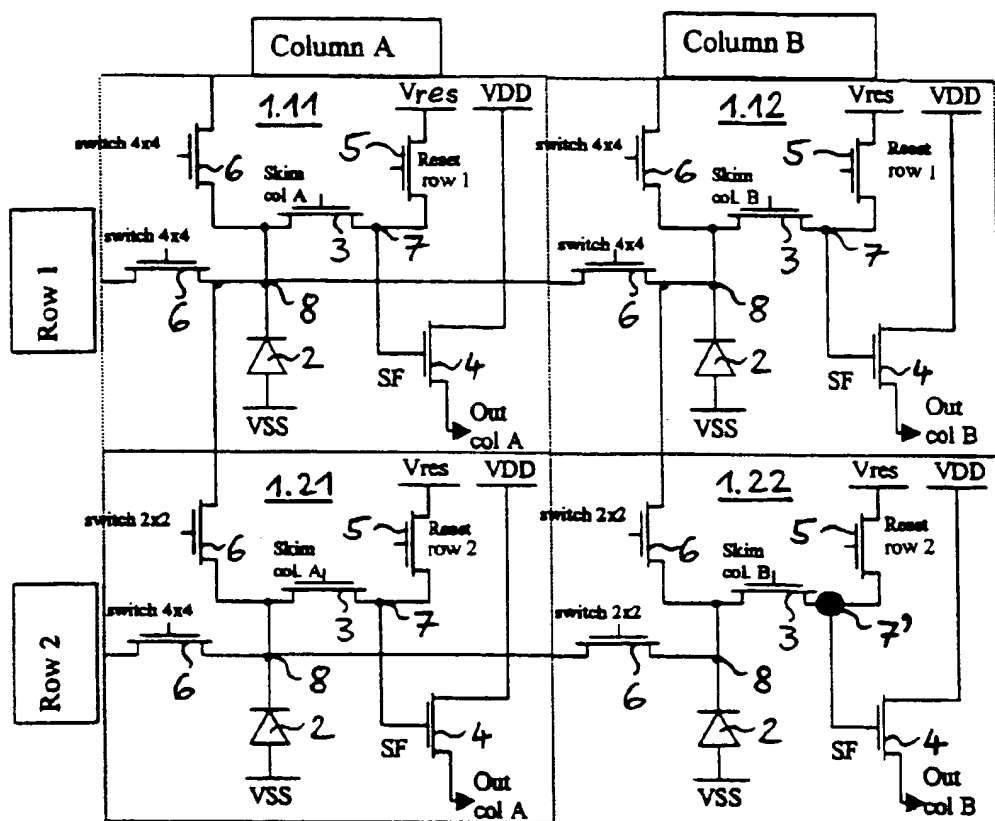 Column A
Column B
Row 1
Row 2
1.11
Vres
VDD
switch 4x4
6
5
Reset
row 1
Skim
col A
3
7
switch 4x4
6
8
2
VSS
SF
4
Out
col A
1.12
Vres
VDD
switch 4x4
6
5
Reset
row 1
Skim
col. B
3
7
switch 4x4
6
8
2
VSS
SF
4
Out
col B
1.21
Vres
VDD
switch 2x2
6
5
Reset
row 2
Skim
col. A
3
7
switch 4x4
6
8
2
VSS
SF
4
Out
col A
1.22
Vres
VDD
switch 2x2
6
5
Reset
row 2
Skim
col. B
3
7'
switch 2x2
6
8
2
VSS
SF
4
Out
col B